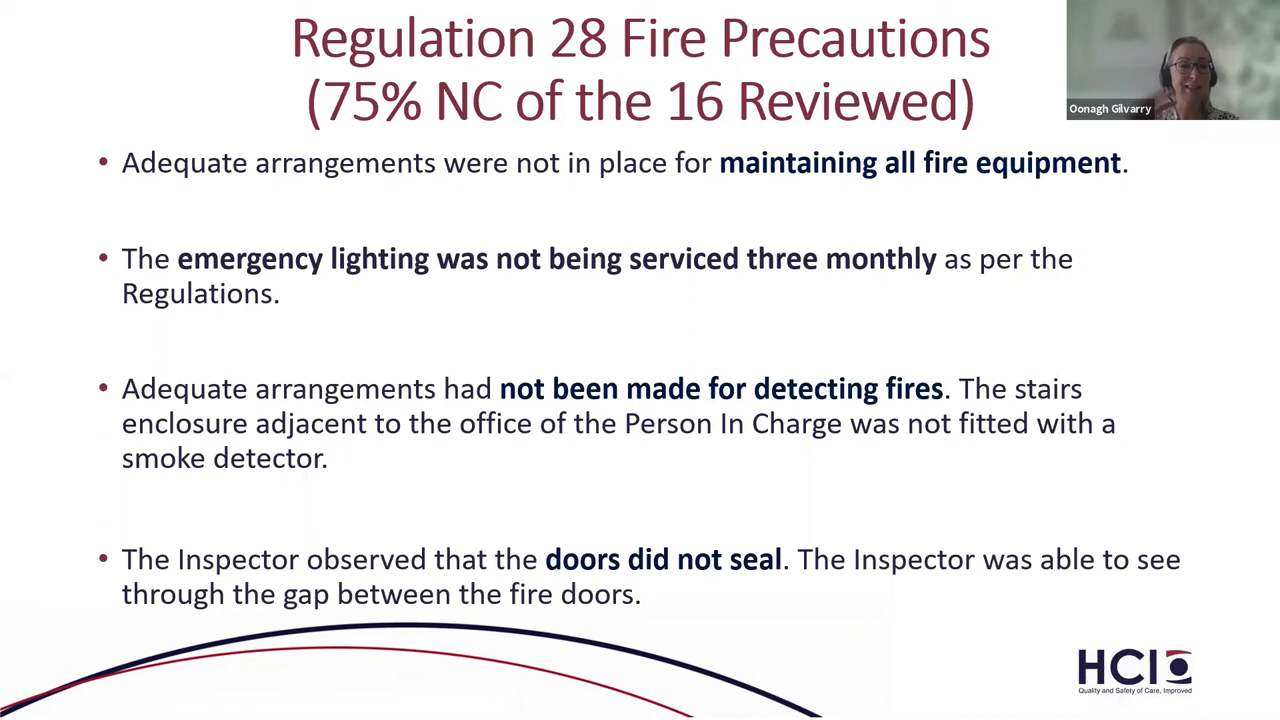 Regulation 28 Fire Precautions
(75% NC of the 16 Reviewed)
Oonagh Gilvarry
• Adequate arrangements were not in place for maintaining all fire equipment.
• The emergency lighting was not being serviced three monthly as per the
Regulations.
• Adequate arrangements had not been made for detecting fires. The stairs
enclosure adjacent to the office of the Person In Charge was not fitted with a
smoke detector.
• The Inspector observed that the doors did not seal. The Inspector was able to see
through the gap between the fire doors.
HCI
Quality and Safety of Care, Improved